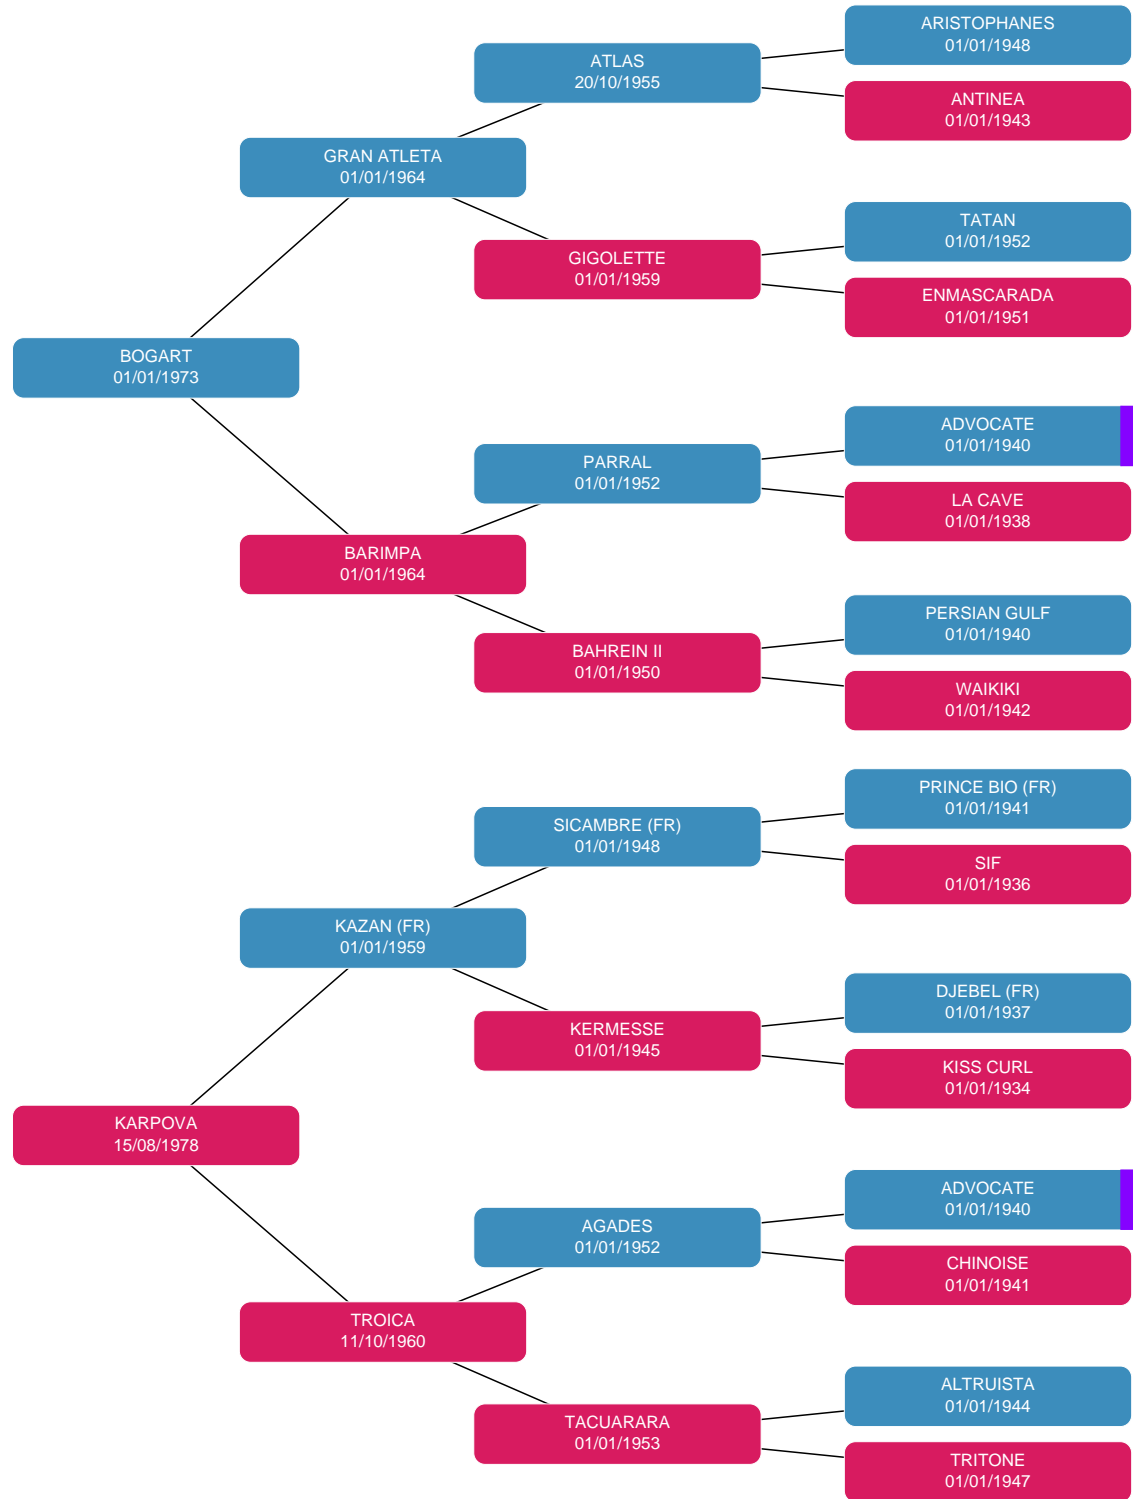 ARISTOPHANES
01/01/1948
ATLAS
20/10/1955
ANTINEA
01/01/1943
GRAN ATLETA
01/01/1964
TATAN
01/01/1952
GIGOLETTE
01/01/1959
ENMASCARADA
01/01/1951
BOGART
01/01/1973
ADVOCATE
01/01/1940
PARRAL
01/01/1952
LA CAVE
01/01/1938
BARIMPA
01/01/1964
PERSIAN GULF
01/01/1940
BAHREIN II
01/01/1950
WAIKIKI
01/01/1942
PRINCE BIO (FR)
01/01/1941
SICAMBRE (FR)
01/01/1948
SIF
01/01/1936
KAZAN (FR)
01/01/1959
DJEBEL (FR)
01/01/1937
KERMESSE
01/01/1945
KISS CURL
01/01/1934
KARPOVA
15/08/1978
ADVOCATE
01/01/1940
AGADES
01/01/1952
CHINOISE
01/01/1941
TROICA
11/10/1960
ALTRUISTA
01/01/1944
TACUARARA
01/01/1953
TRITONE
01/01/1947